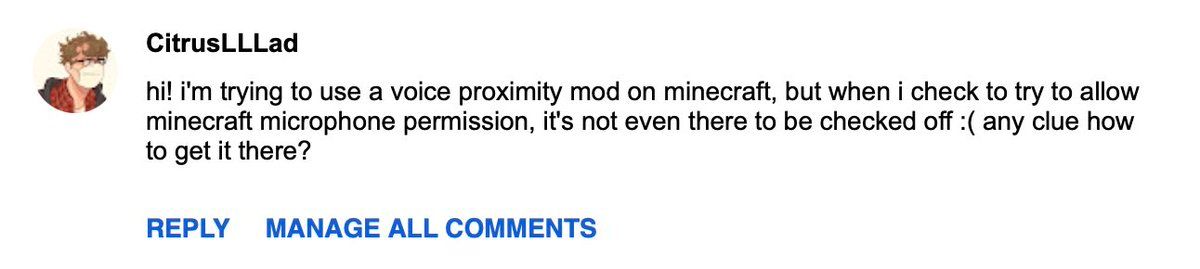 CitrusLLLad
hi! i'm trying to use a voice proximity mod on minecraft, but when i check to try to allow
minecraft microphone permission, it's not even there to be checked off :( any clue how
to get it there?
REPLY MANAGE ALL COMMENTS